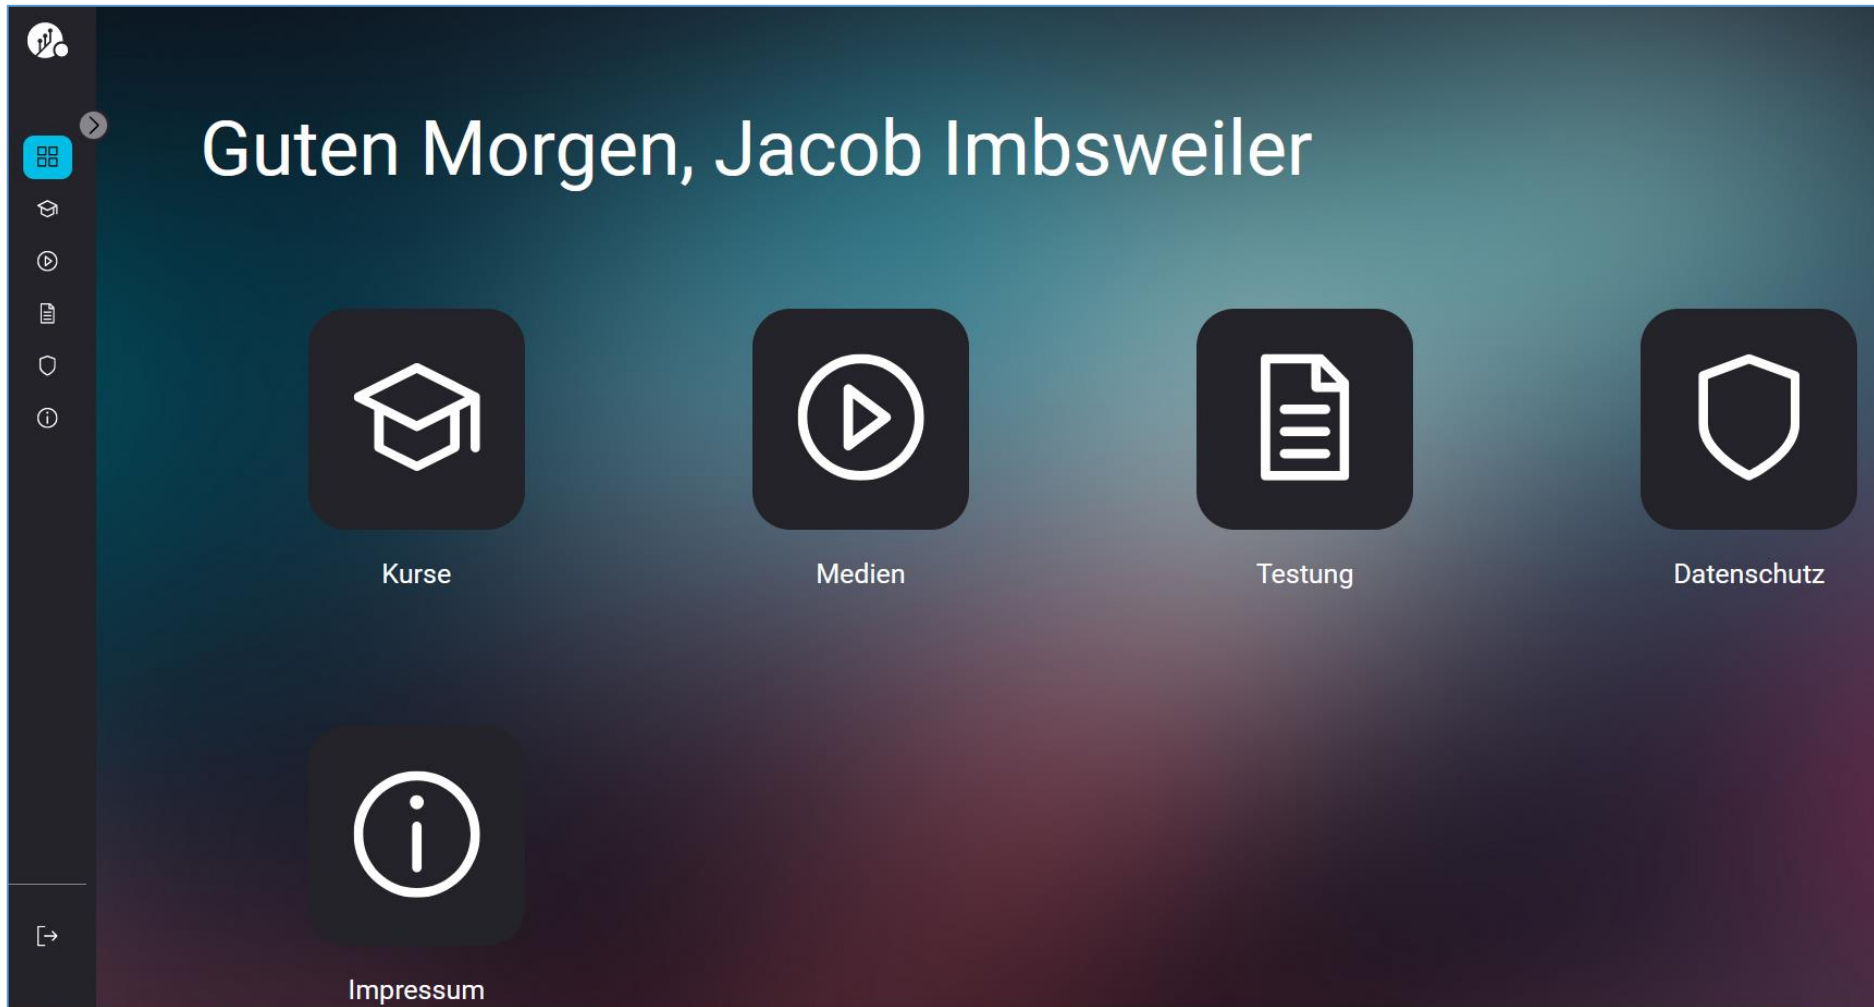 Guten Morgen, Jacob Imbsweiler
Kurse
Medien
Testung
Datenschutz
Impressum